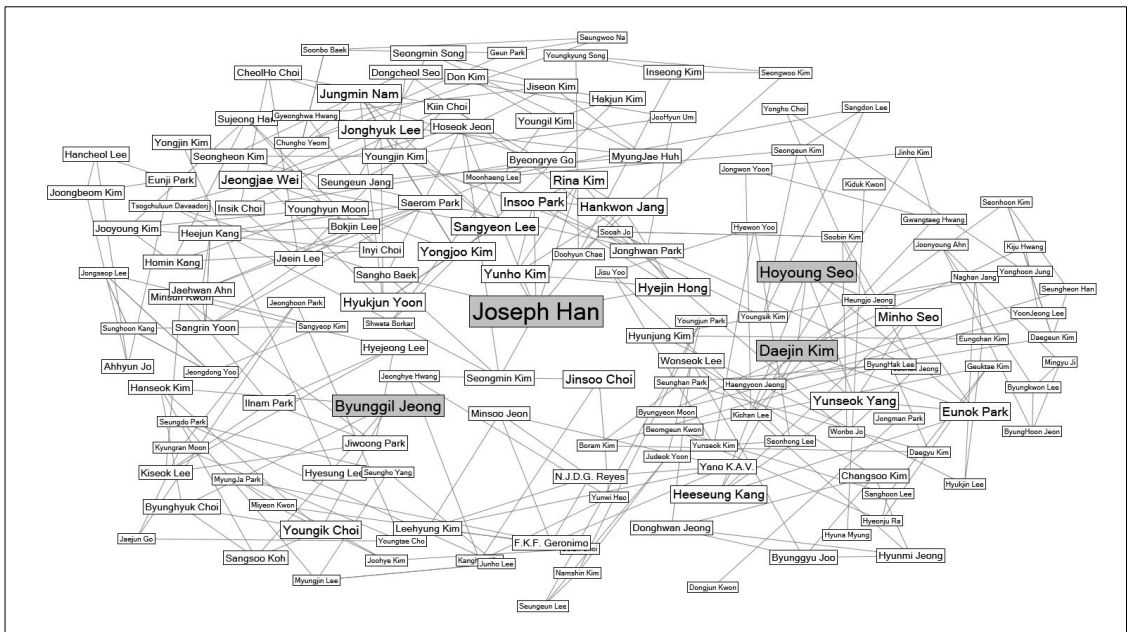 Seungwoo Na
Soonbo Baek
Seongmin Song
Geun Park
Youngkyung Song
CheolHo Choi
Dongcheol Seo
Don Kim
Inseong Kim
Seongwoo Kim
Jungmin Nam
Jiseon Kim
Hakjun Kim
Kiin Choi
Yongho Choi
Sangdon Lee
Sujeong Han
Gyeonghwa Hwang
Jonghyuk Lee
Hoseok Jeon
Youngil Kim
JooHyun Um
Yongjin Kim
Chungho Yeom
Hancheol Lee
Seongheon Kim
Youngjin Kim
Byeongrye Go
MyungJae Huh
Seongeun Kim
Jinho Kim
Eunji Park
Jeongjae Wei
Seungeun Jang
Moonhaeng Lee
Rina Kim
Jongwon Yoon
Kiduk Kwon
Joongbeom Kim
Tsogchuluun Davaadorj
Insik Choi
Younghyun Moon
Saerom Park
Insoo Park
Hankwon Jang
Seonhoon Kim
Jooyoung Kim
Heejun Kang
Bokjin Lee
Sangyeon Lee
Sooah Jo
Hyewon Yoo
Gwangtaeg Hwang
Soobin Kim
Homin Kang
Jaein Lee
Inyi Choi
Yongjoo Kim
Doohyun Chae
Jonghwan Park
Joonyoung Ahn
Kiju Hwang
Jongseop Lee
Sangho Baek
Yunho Kim
Jisu Yoo
Hoyoung Seo
Naghan Jang
Yonghoon Jung
Jaehwan Ahn
Minsun Kwon
Jeonghoon Park
Hyukjun Yoon
Hyejin Hong
Heungjo Jeong
Seungheon Han
Sunghoon Kang
Sangrin Yoon
Sangyeop Kim
Shweta Borkar
Joseph Han
Youngjun Park
Youngsik Kim
Minho Seo
YoonJeong Lee
Hyunjung Kim
Eungchan Kim
Daegeun Kim
Hyejeong Lee
Daejin Kim
Ahhyun Jo
Jeongdong Yoo
Wonseok Lee
ByungHak Lee
Geuktae Kim
Mingyu Ji
Jeonghye Hwang
Seongmin Kim
Jinsoo Choi
Seunghan Park
Haengyoon Jeong
Hanseok Kim
Ilnam Park
Byunggil Jeong
Yunseok Yang
Byungkwon Lee
Minsoo Jeon
Byungyeon Moon
Kichan Lee
Jongman Park
Eunok Park
Seungdo Park
Beomgeun Kwon
Wonbo Jo
ByungHoon Jeon
Kyungran Moon
Jiwoong Park
Boram Kim
Yunseok Kim
Seonhong Lee
Daegyu Kim
Judeok Yoon
Kiseok Lee
MyungJa Park
Hyesung Lee
Seungho Yang
N.J.D.G. Reyes
Yano K.A.V.
Changsoo Kim
Hyukjin Lee
Byunghyuk Choi
Miyeon Kwon
Yunwi Heo
Heeseung Kang
Sanghoon Lee
Youngik Choi
Leehyung Kim
Donghwan Jeong
Hyeonju Ra
Jaejun Go
Youngtae Cho
F.K.F. Geronimo
Hyuna Myung
Sangsoo Koh
Joohye Kim
Junho Lee
Byunggyu Joo
Hyunmi Jeong
Myungjin Lee
Namshin Kim
Dongjun Kwon
Seungeun Lee